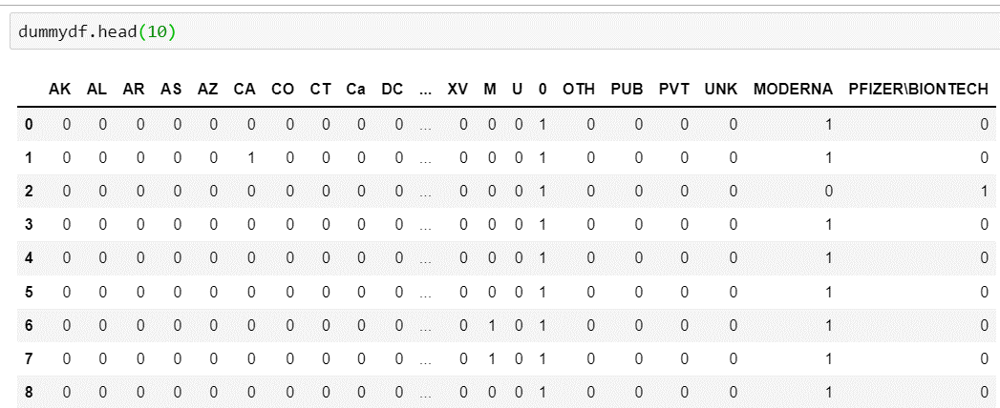 dummydf.head(10)
AK AL AR AS AZ CA CO CT Ca DC ... XV M U 0 OTH PUB PVT UNK MODERNA PFIZER\BIONTECH
0 0 0 0 0 0 0 0 0 0 0 ... 0 0 0 1 0 0 0 0 1 0
1 0 0 0 0 0 1 0 0 0 0 ... 0 0 0 1 0 0 0 0 1 0
2 0 0 0 0 0 0 0 0 0 0 ... 0 0 0 1 0 0 0 0 0 1
3 0 0 0 0 0 0 0 0 0 0 ... 0 0 0 1 0 0 0 0 1 0
4 0 0 0 0 0 0 0 0 0 0 ... 0 0 0 1 0 0 0 0 1 0
5 0 0 0 0 0 0 0 0 0 0 ... 0 0 0 1 0 0 0 0 1 0
6 0 0 0 0 0 0 0 0 0 0 ... 0 1 0 1 0 0 0 0 1 0
7 0 0 0 0 0 0 0 0 0 0 ... 0 1 0 1 0 0 0 0 1 0
8 0 0 0 0 0 0 0 0 0 0 ... 0 0 0 1 0 0 0 0 1 0